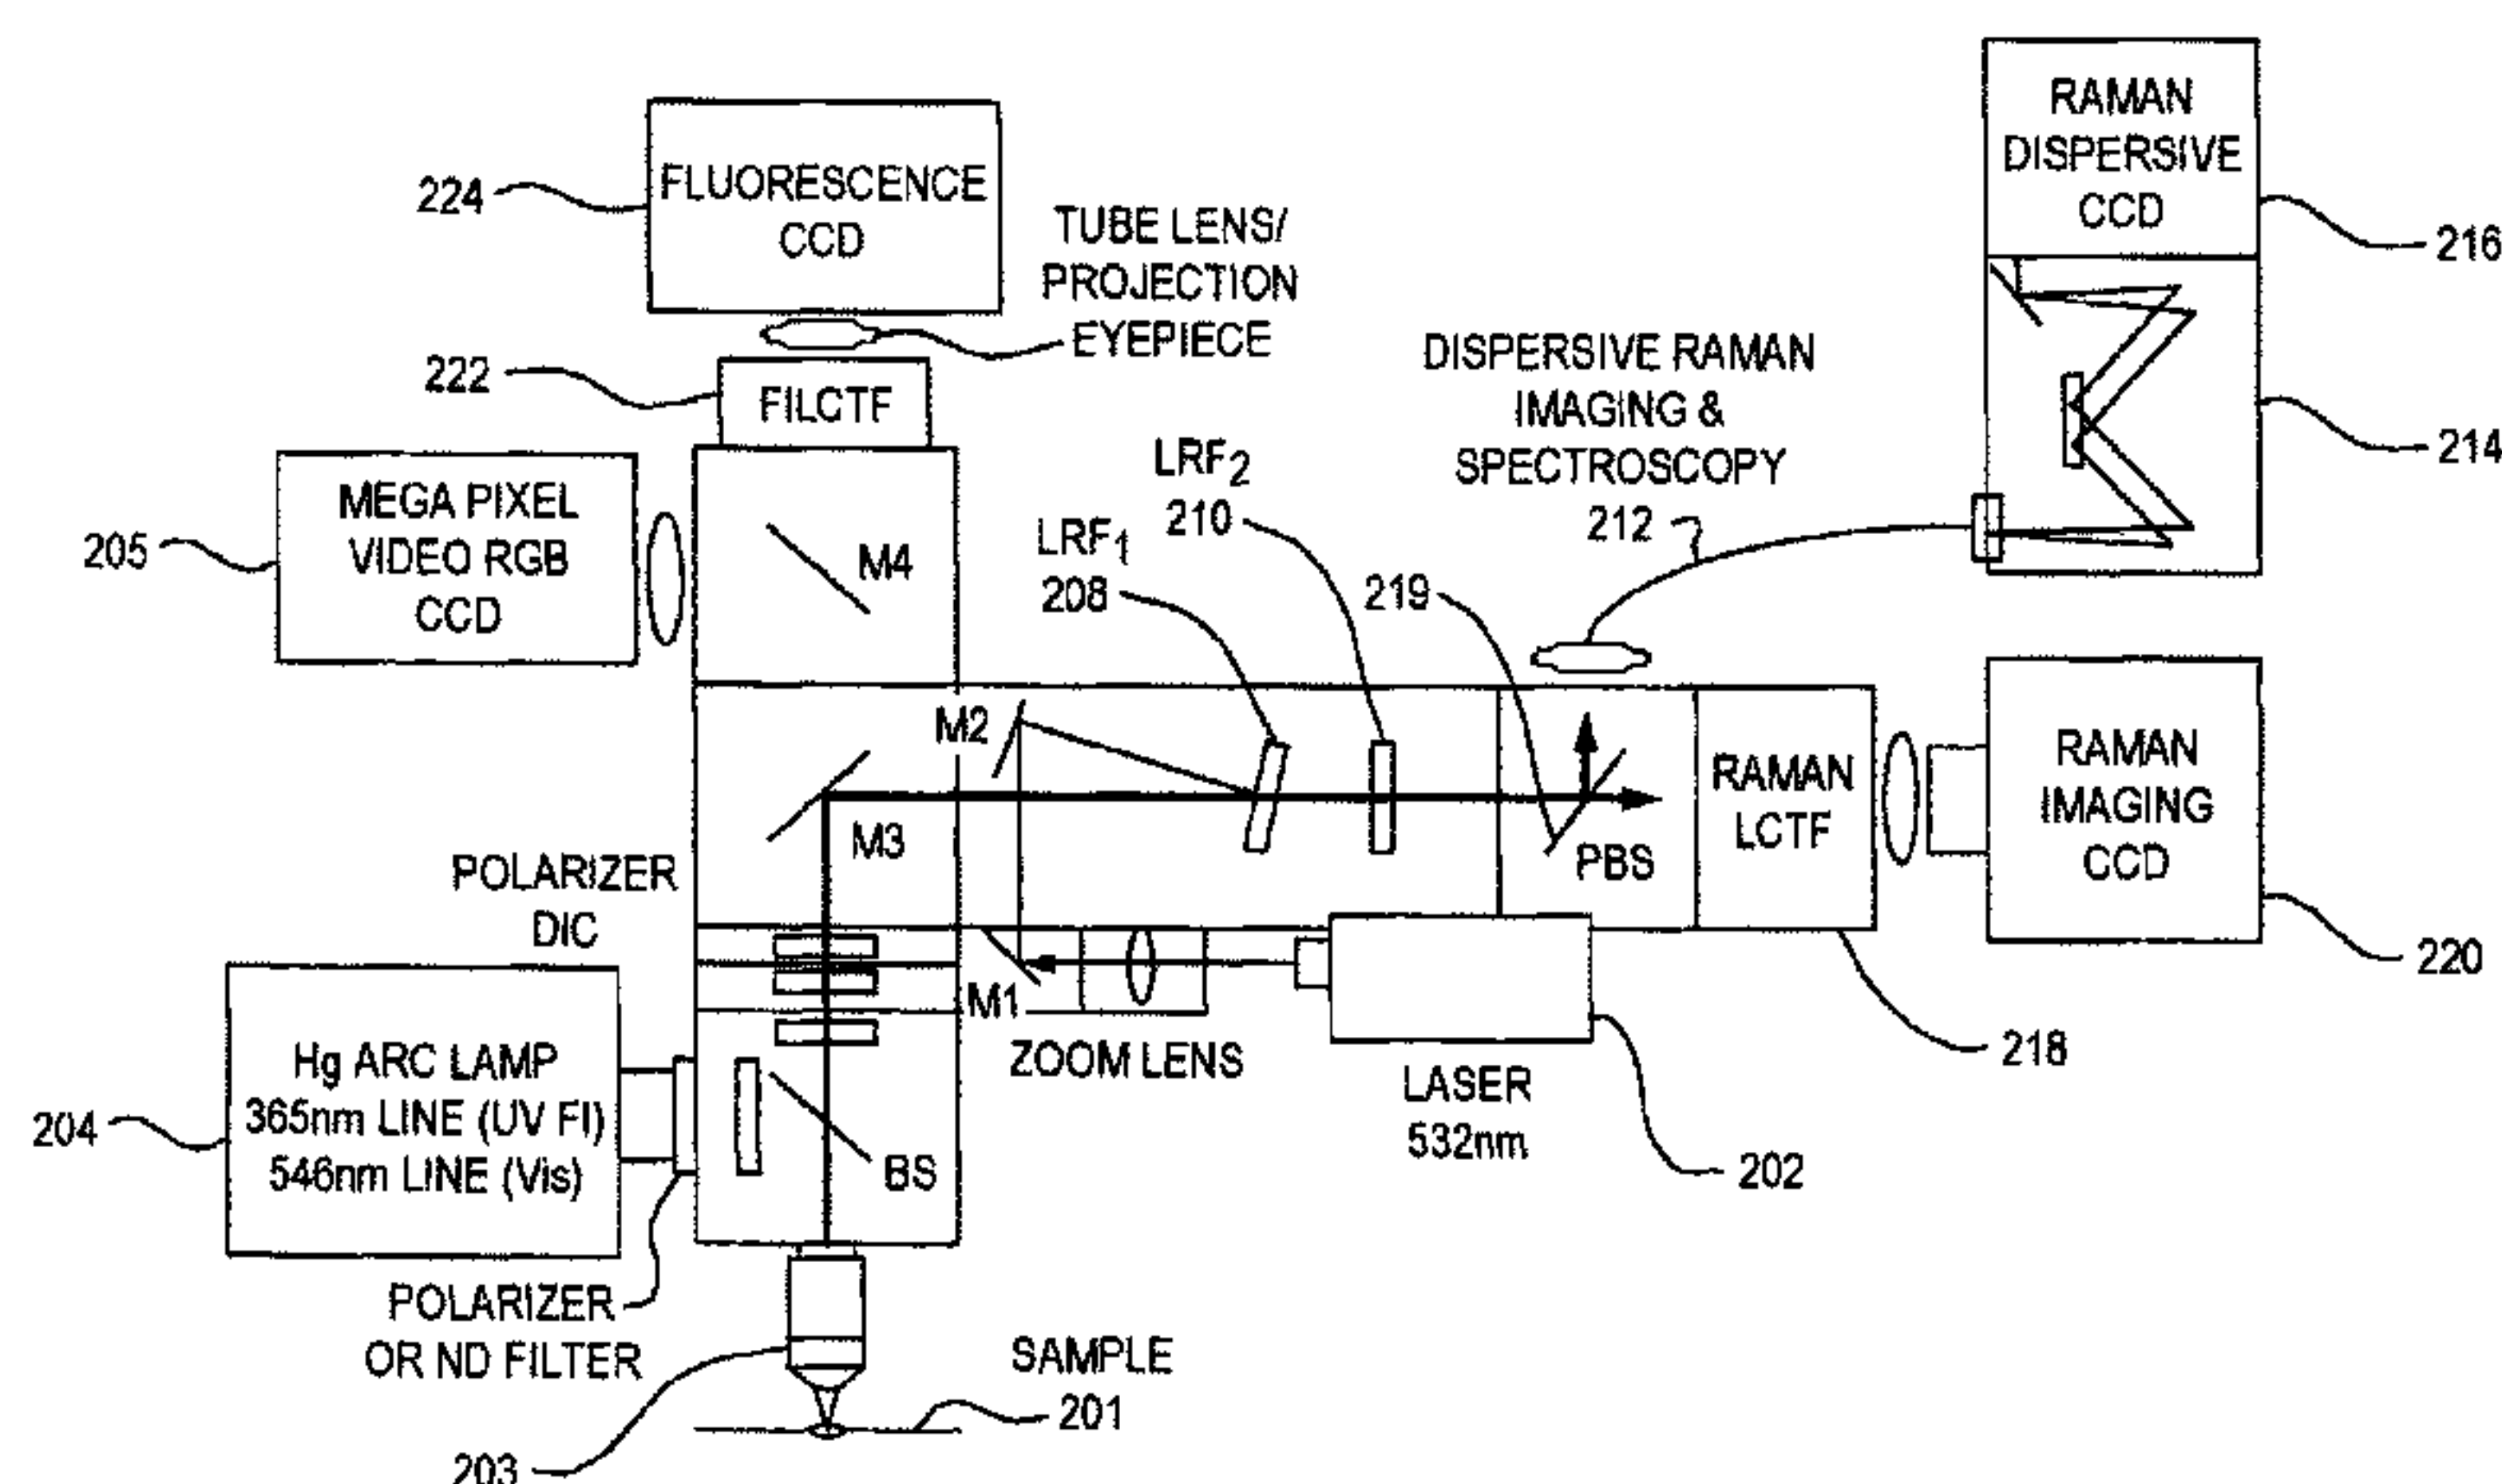 RAMAN
DISPERSIVE
CCD
216
214
224
FLUORESCENCE
CCD
TUBE LENS/
PROJECTION
EYEPIECE
222
FILCTF
DISPERSIVE RAMAN
IMAGING &
SPECTROSCOPY
212
LRF2
210
LRF1
208
219
205
MEGA PIXEL
VIDEO RGB
CCD
M4
M2
M3
PBS
RAMAN
LCTF
RAMAN
IMAGING
CCD
220
218
POLARIZER
DIC
M1
ZOOM LENS
LASER
532nm
202
204
Hg ARC LAMP
365nm LINE (UV FI)
546nm LINE (Vis)
BS
POLARIZER
OR ND FILTER
SAMPLE
201
203